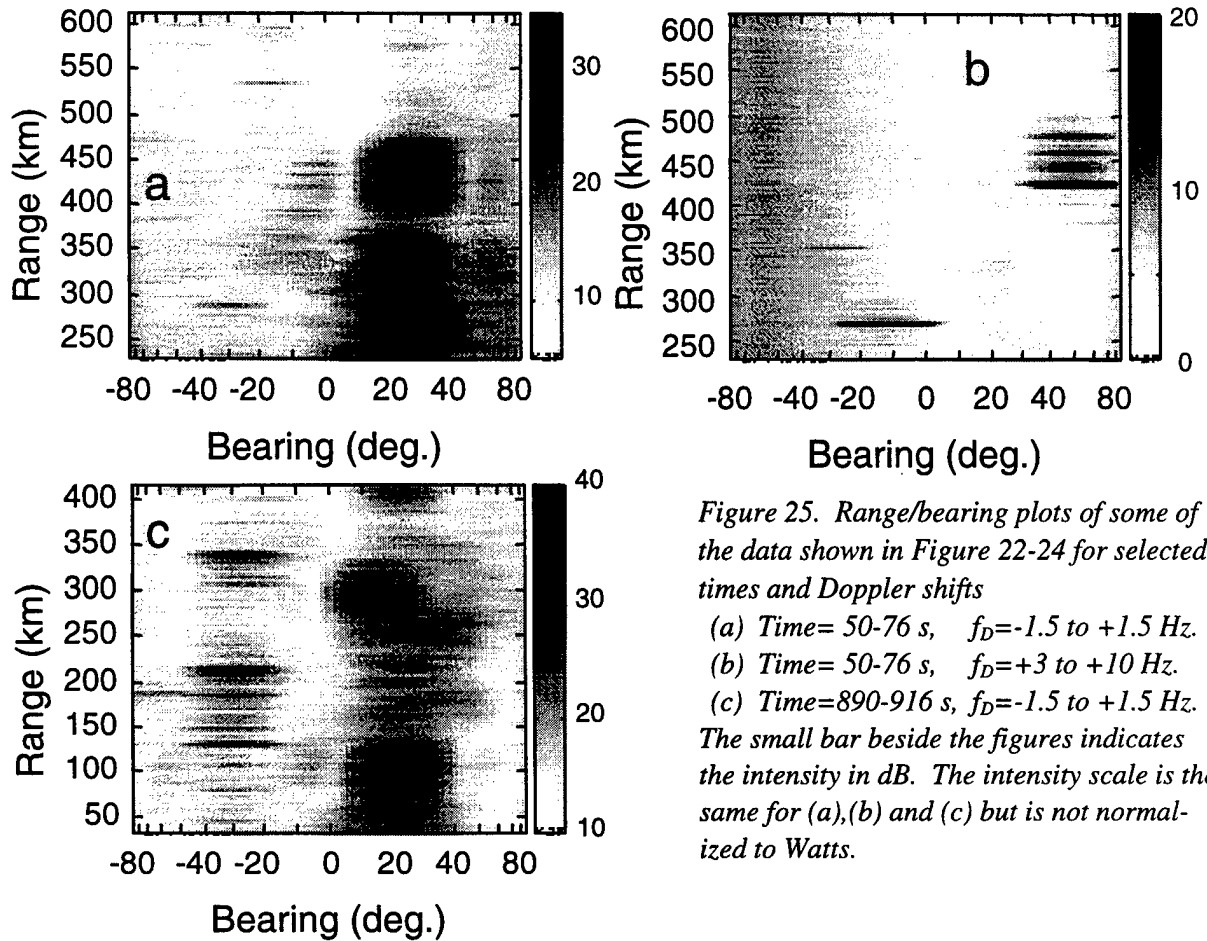 600
550
500
450
400
350
300
250
Range (km)
a
-80 -40 -20 0 20 40 80
Bearing (deg.)
30
20
10
600
550
500
450
400
350
300
250
Range (km)
b
-80 -40 -20 0 20 40 80
Bearing (deg.)
20
10
0
400
350
300
250
200
150
100
50
Range (km)
c
-80 -40 -20 0 20 40 80
Bearing (deg.)
40
30
20
10
Figure 25. Range/bearing plots of some of
the data shown in Figure 22-24 for selected
times and Doppler shifts
(a) Time= 50-76 s, fD=-1.5 to +1.5 Hz.
(b) Time= 50-76 s, fD=+3 to +10 Hz.
(c) Time=890-916 s, fD=-1.5 to +1.5 Hz.
The small bar beside the figures indicates
the intensity in dB. The intensity scale is the
same for (a),(b) and (c) but is not normal-
ized to Watts.